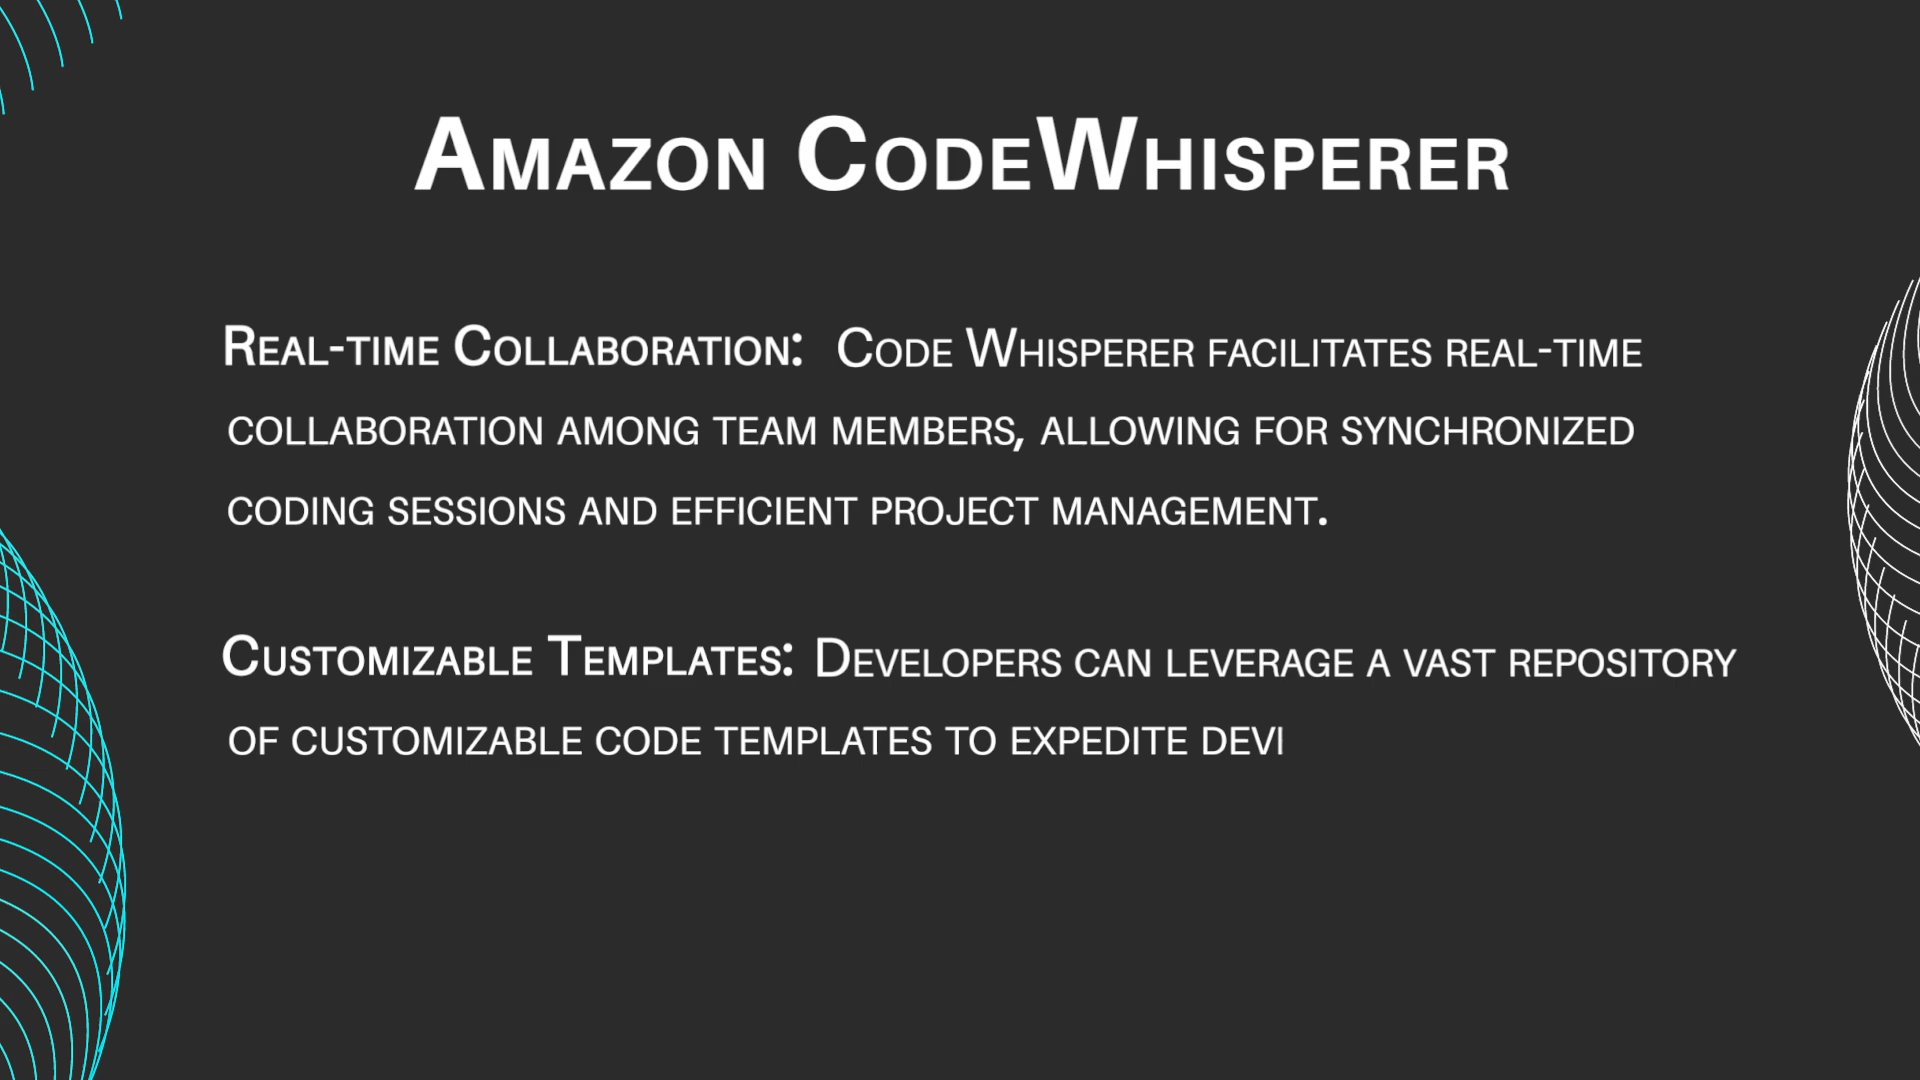 Amazon CodeWhisperer
Real-time Collaboration: Code Whisperer facilitates real-time
collaboration among team members, allowing for synchronized
coding sessions and efficient project management.
Customizable Templates: Developers can leverage a vast repository
of customizable code templates to expedite dev